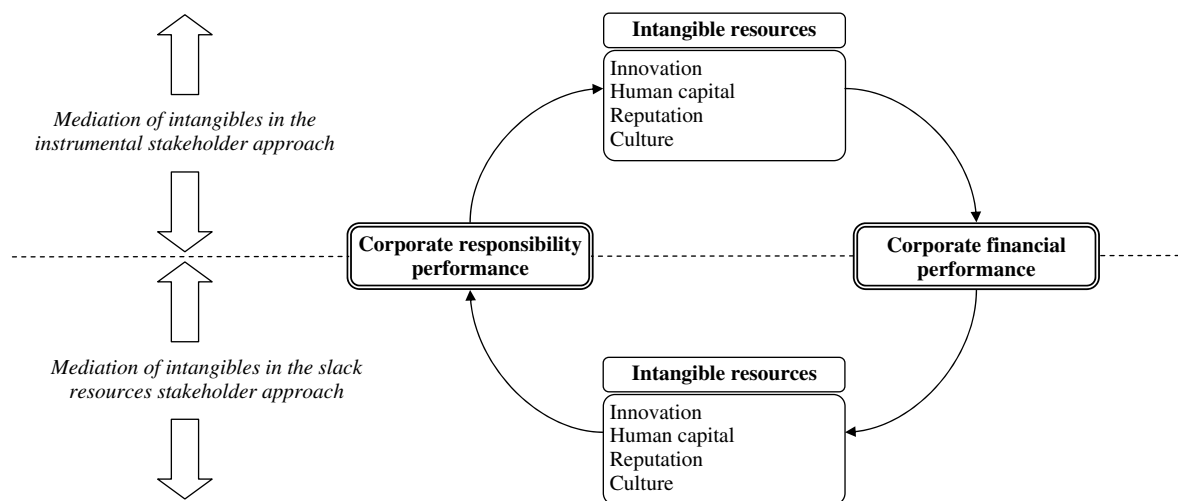 Intangible resources
Innovation
Human capital
Reputation
Culture
Mediation of intangibles in the
instrumental stakeholder approach
Corporate responsibility
performance
Corporate financial
performance
Mediation of intangibles in the slack
resources stakeholder approach
Intangible resources
Innovation
Human capital
Reputation
Culture